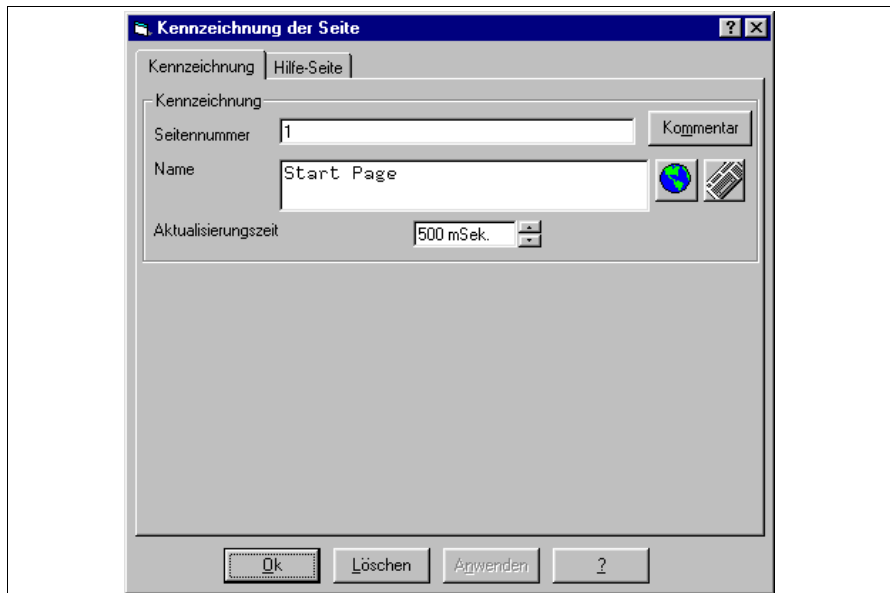 Kennzeichnung der Seite
Kennzeichnung Hilfe-Seite
Kennzeichnung
Seitennummer 1 Kommentar
Name Start Page
Aktualisierungszeit 500 mSek.
Ok Löschen Anwenden ?